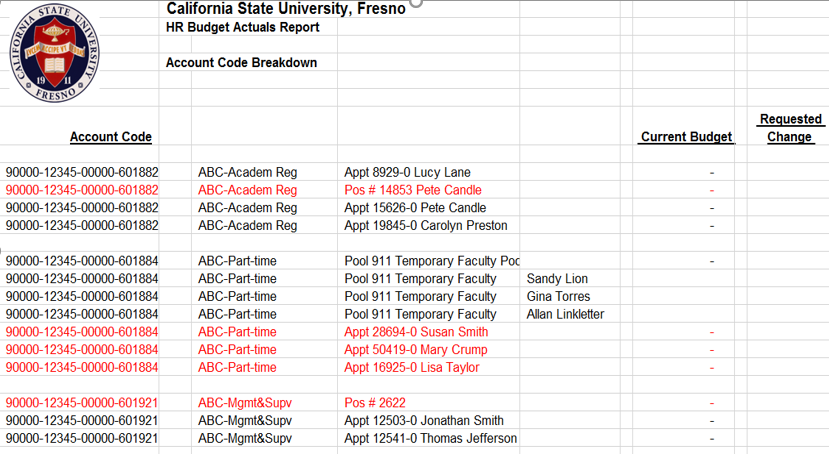 California State University, Fresno
HR Budget Actuals Report
Account Code Breakdown
CALIFORNIA STATE UNIVERSITY
19 11
FRESNO
Requested
Account Code Current Budget Change
90000-12345-00000-601882 ABC-Academ Reg Appt 8929-0 Lucy Lane -
90000-12345-00000-601882 ABC-Academ Reg Pos # 14853 Pete Candle -
90000-12345-00000-601882 ABC-Academ Reg Appt 15626-0 Pete Candle -
90000-12345-00000-601882 ABC-Academ Reg Appt 19845-0 Carolyn Preston -
90000-12345-00000-601884 ABC-Part-time Pool 911 Temporary Faculty Poo -
90000-12345-00000-601884 ABC-Part-time Pool 911 Temporary Faculty Sandy Lion
90000-12345-00000-601884 ABC-Part-time Pool 911 Temporary Faculty Gina Torres
90000-12345-00000-601884 ABC-Part-time Pool 911 Temporary Faculty Allan Linkletter
90000-12345-00000-601884 ABC-Part-time Appt 28694-0 Susan Smith -
90000-12345-00000-601884 ABC-Part-time Appt 50419-0 Mary Crump -
90000-12345-00000-601884 ABC-Part-time Appt 16925-0 Lisa Taylor -
90000-12345-00000-601921 ABC-Mgmt&Supv Pos # 2622 -
90000-12345-00000-601921 ABC-Mgmt&Supv Appt 12503-0 Jonathan Smith -
90000-12345-00000-601921 ABC-Mgmt&Supv Appt 12541-0 Thomas Jefferson -